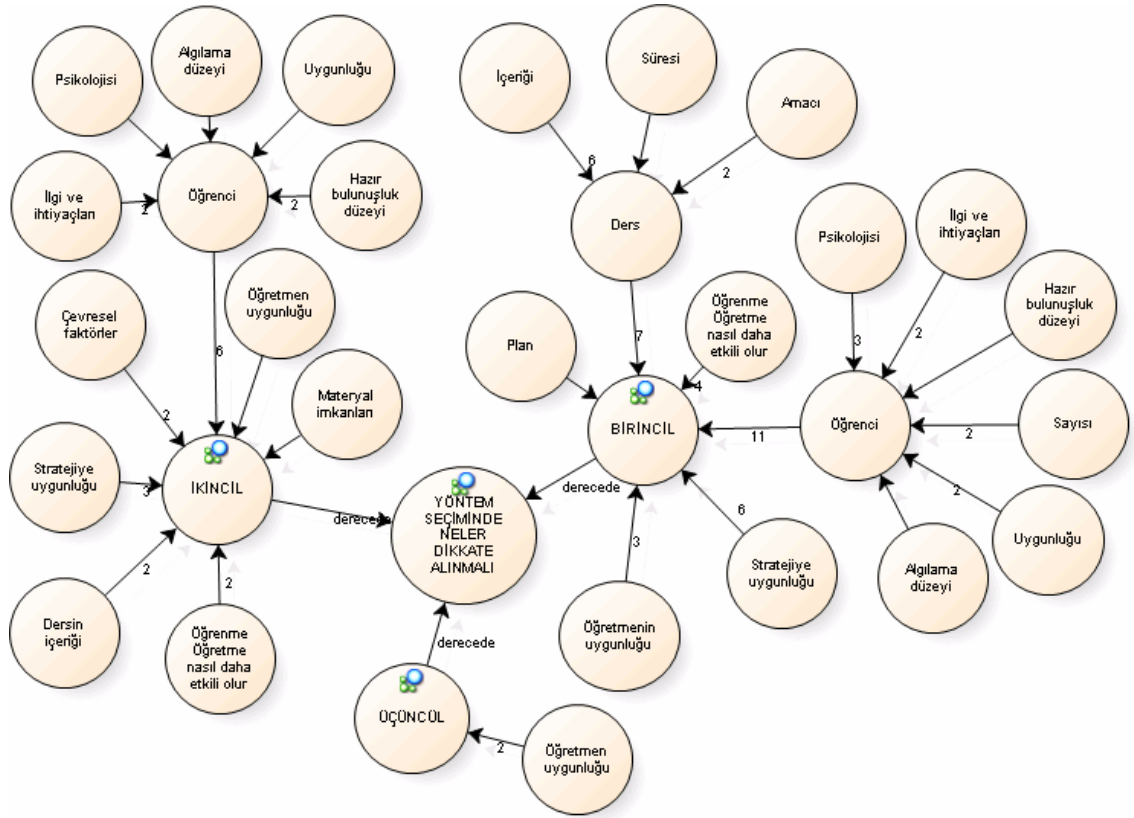 Psikolojisi
Algılama
düzeyi
Uygunluğu
İlgi ve
ihtiyaçları
2
Öğrenci
2
Hazır
bulunuşluk
düzeyi
6
Çevresel
faktörler
2
Öğretmen
uygunluğu
Materyal
imkanları
Stratejiye
uygunluğu
3
İKİNCİL
derecede
Dersin
içeriği
2
2
Öğrenme
Öğretme
nasıl daha
etkili olur
YÖNTEM
SEÇİMİNDE
NELER
DİKKATE
ALINMALI
derecede
ÜÇÜNCÜL
2
Öğretmen
uygunluğu
İçeriği
6
Süresi
Amacı
2
Ders
7
Plan
Öğrenme
Öğretme
nasıl daha
etkili olur
4
BİRİNCİL
derecede
11
3
Öğretmenin
uygunluğu
6
Stratejiye
uygunluğu
Psikolojisi
3
İlgi ve
ihtiyaçları
2
Hazır
bulunuşluk
düzeyi
Öğrenci
2
Sayısı
2
Uygunluğu
Algılama
düzeyi